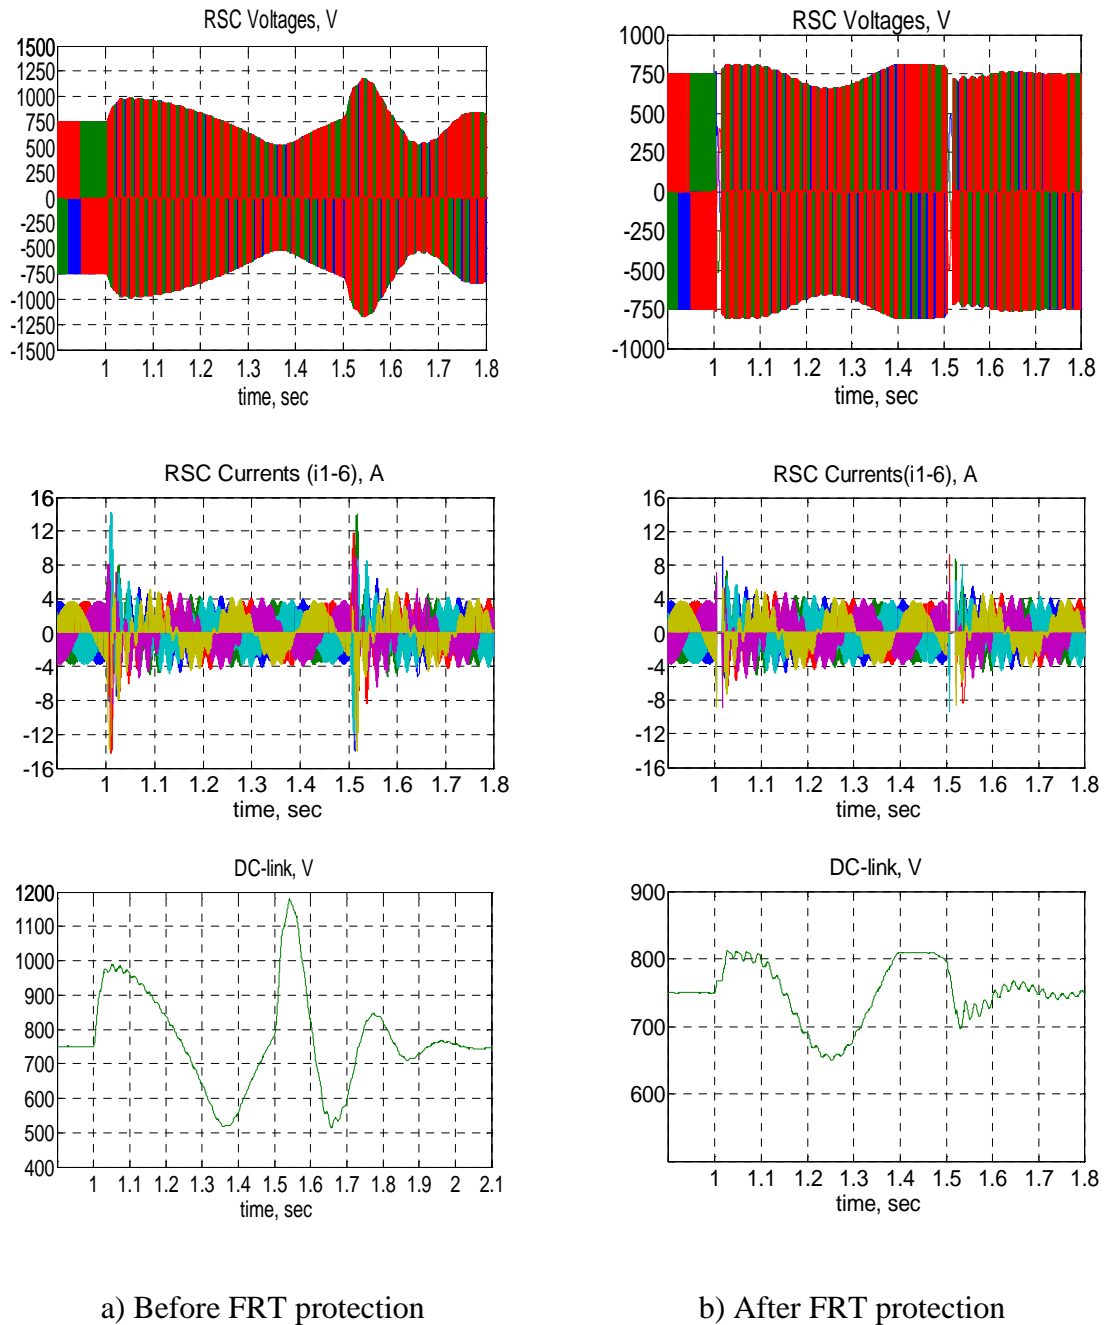 RSC Voltages, V
1500
1250
1000
750
500
250
0
-250
-500
-750
-1000
-1250
-1500
1 1.1 1.2 1.3 1.4 1.5 1.6 1.7 1.8
time, sec
RSC Voltages, V
1000
750
500
250
0
-250
-500
-750
-1000
1 1.1 1.2 1.3 1.4 1.5 1.6 1.7 1.8
time, sec
RSC Currents (i1-6), A
16
12
8
4
0
-4
-8
-12
-16
1 1.1 1.2 1.3 1.4 1.5 1.6 1.7 1.8
time, sec
RSC Currents(i1-6), A
16
12
8
4
0
-4
-8
-12
-16
1 1.1 1.2 1.3 1.4 1.5 1.6 1.7 1.8
time, sec
DC-link, V
1200
1000
900
800
700
600
500
400
1 1.1 1.2 1.3 1.4 1.5 1.6 1.7 1.8 1.9 2 2.1
time, sec
DC-link, V
900
800
700
600
1 1.1 1.2 1.3 1.4 1.5 1.6 1.7 1.8
time, sec
a) Before FRT protection
b) After FRT protection